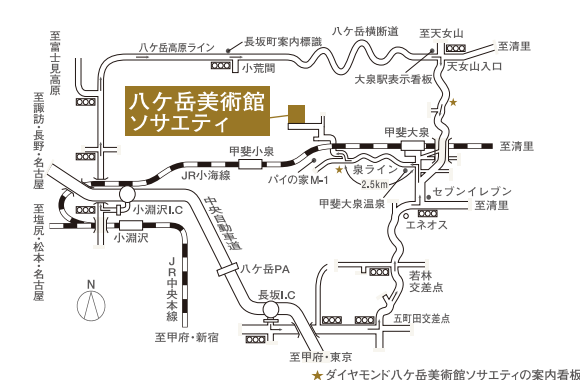 至富士見高原
八ケ岳高原ライン
長坂町案内標識
八ケ岳横断道
至天女山
至清里
天女山入口
小荒間
大泉駅表示看板
至諏訪・長野・名古屋
八ケ岳美術館
ソサエティ
甲斐小泉
甲斐大泉
至清里
JR小海線
パイの家M-1
泉ライン
2.5km
甲斐大泉温泉
セブンイレブン
至清里
エネオス
小淵沢I.C
小淵沢
中央自動車道
至塩尻・松本・名古屋
JR中央本線
八ケ岳PA
若林
交差点
長坂I.C
五町田交差点
N
至甲府・新宿
至甲府・東京
★ダイヤモンド八ケ岳美術館ソサエティの案内看板